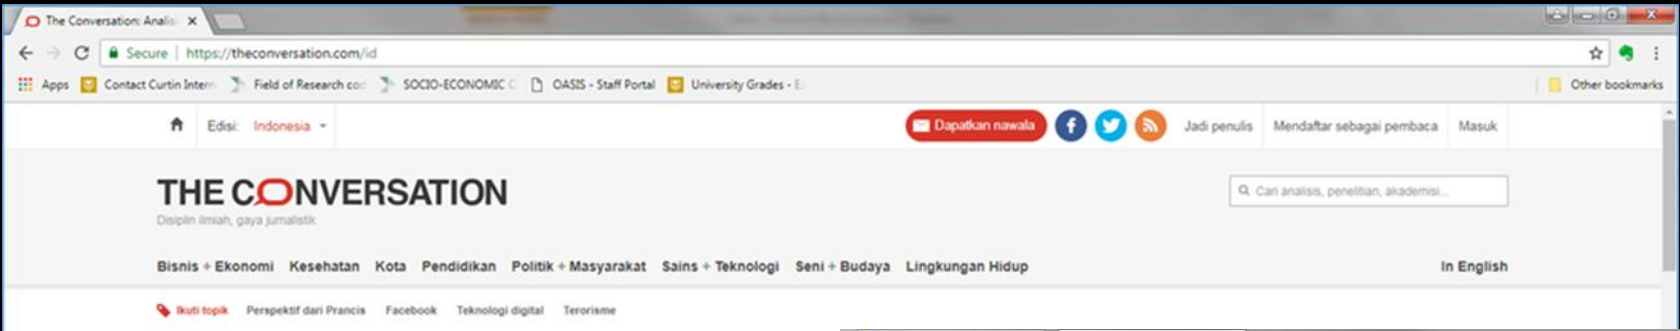 The Conversation: Analis
Secure | https://theconversation.com/id
Apps Contact Curtin Intern Field of Research cod SOCIO-ECONOMIC C OASIS - Staff Portal University Grades - E Other bookmarks
Edisi: Indonesia Dapatkan nawala Jadi penulis Mendaftar sebagai pembaca Masuk
THE CONVERSATION
Disiplin ilmiah, gaya jurnalistik
Cari analisis, penelitian, akademisi...
Bisnis + Ekonomi Kesehatan Kota Pendidikan Politik + Masyarakat Sains + Teknologi Seni + Budaya Lingkungan Hidup In English
Ikuti topik Perspektif dari Prancis Facebook Teknologi digital Terorisme